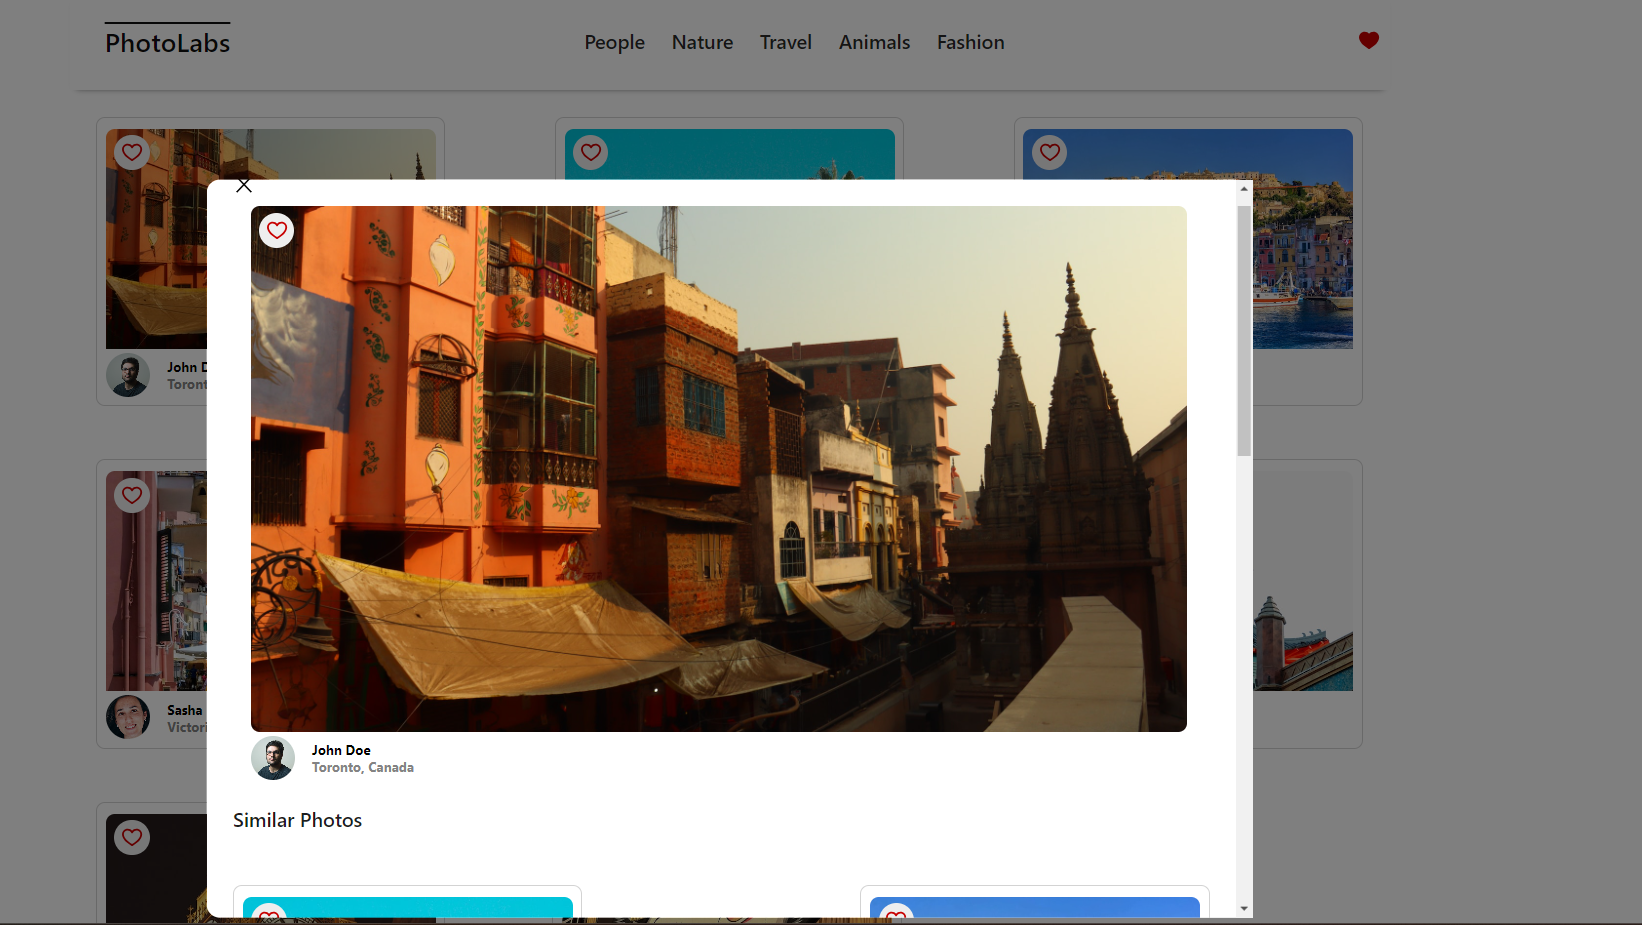 PhotoLabs
People Nature Travel Animals Fashion
John D
Toront
Sasha
Victori
John Doe
Toronto, Canada
Similar Photos